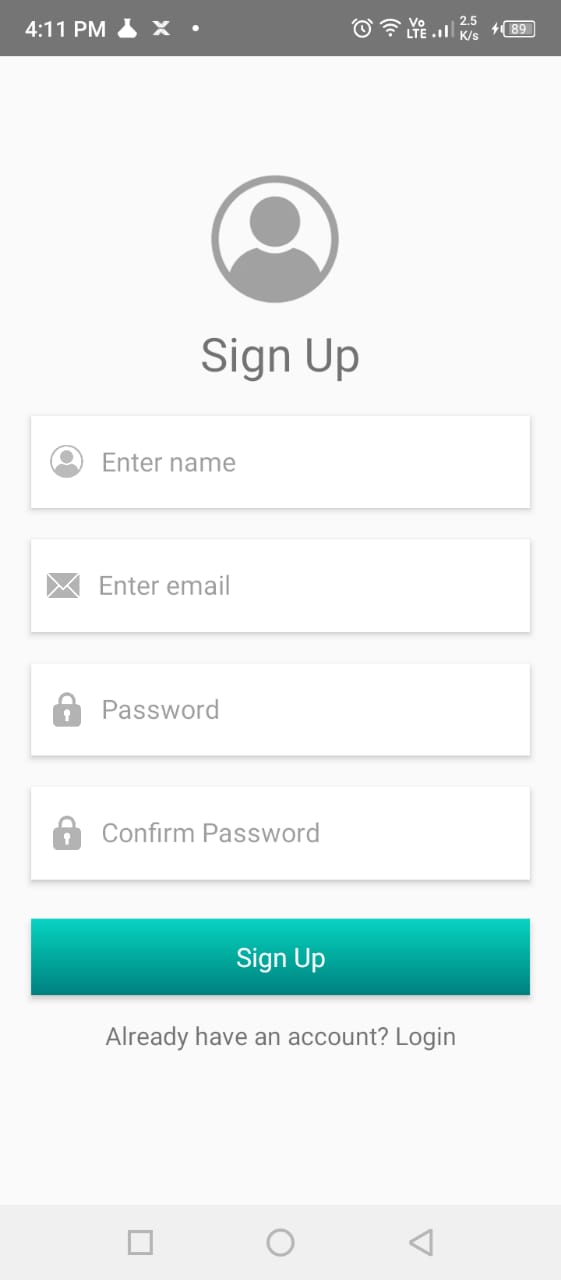 4:11 PM
Vo LTE 2.5 K/s 89
Sign Up
Enter name
Enter email
Password
Confirm Password
Sign Up
Already have an account? Login